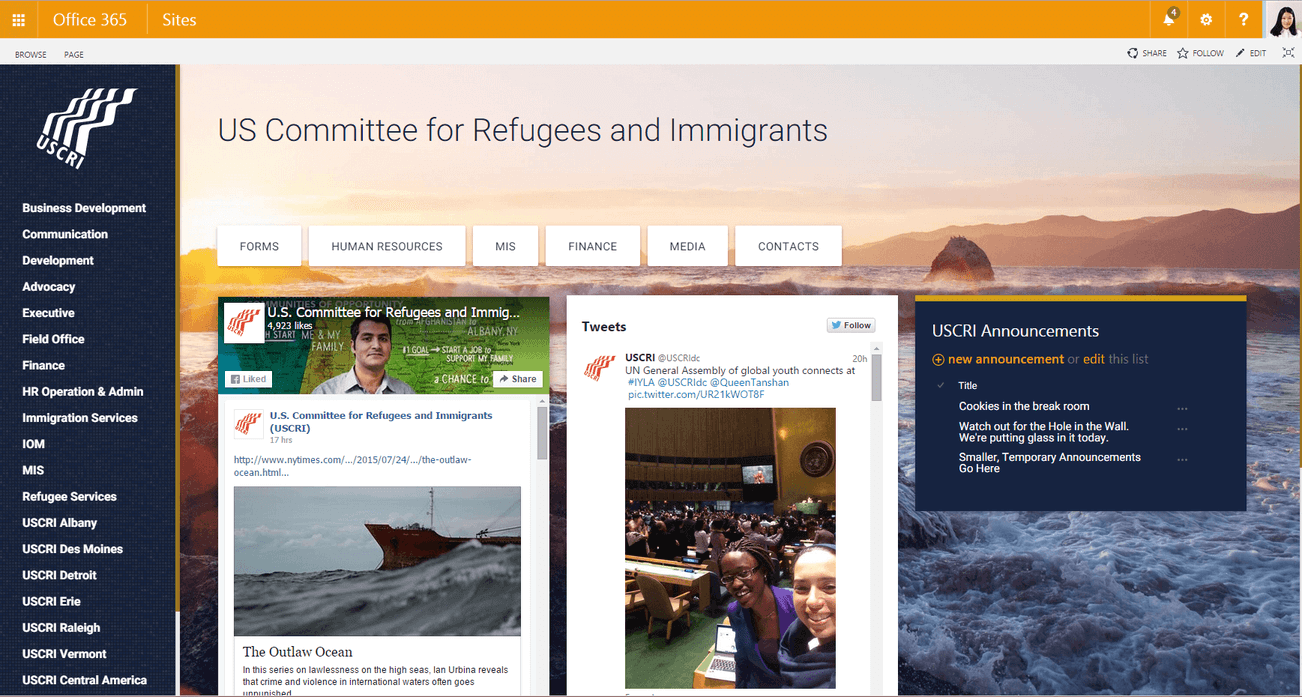 Office 365
Sites
4
?
BROWSE
PAGE
SHARE
FOLLOW
EDIT
USCRI
US Committee for Refugees and Immigrants
Business Development
Communication
Development
Advocacy
Executive
Field Office
Finance
HR Operation & Admin
Immigration Services
IOM
MIS
Refugee Services
USCRI Albany
USCRI Des Moines
USCRI Detroit
USCRI Erie
USCRI Raleigh
USCRI Vermont
USCRI Central America
FORMS
HUMAN RESOURCES
MIS
FINANCE
MEDIA
CONTACTS
COMMUNITIES OF OPPORTUNITY
U.S. Committee for Refugees and Immig...
4,923 likes
from AFGHANISTAN to ALBANY, NY
START ME & MY
FAMILY.
#1 GOAL → START A JOB to
SUPPORT MY FAMILY
a CHANCE to
Liked
Share
U.S. Committee for Refugees and Immigrants
(USCRI)
17 hrs
http://www.nytimes.com/.../2015/07/24/.../the-outlaw-
ocean.html...
The Outlaw Ocean
In this series on lawlessness on the high seas, Ian Urbina reveals
that crime and violence in international waters often goes
unpunished.
Tweets
Follow
USCRI @USCRIdc
20h
UN General Assembly of global youth connects at
#IYLA @USCRIdc @QueenTanshan
pic.twitter.com/UR21kWOT8F
USCRI Announcements
new announcement or edit this list
Title
Cookies in the break room
...
Watch out for the Hole in the Wall.
We're putting glass in it today.
...
Smaller, Temporary Announcements
Go Here
...